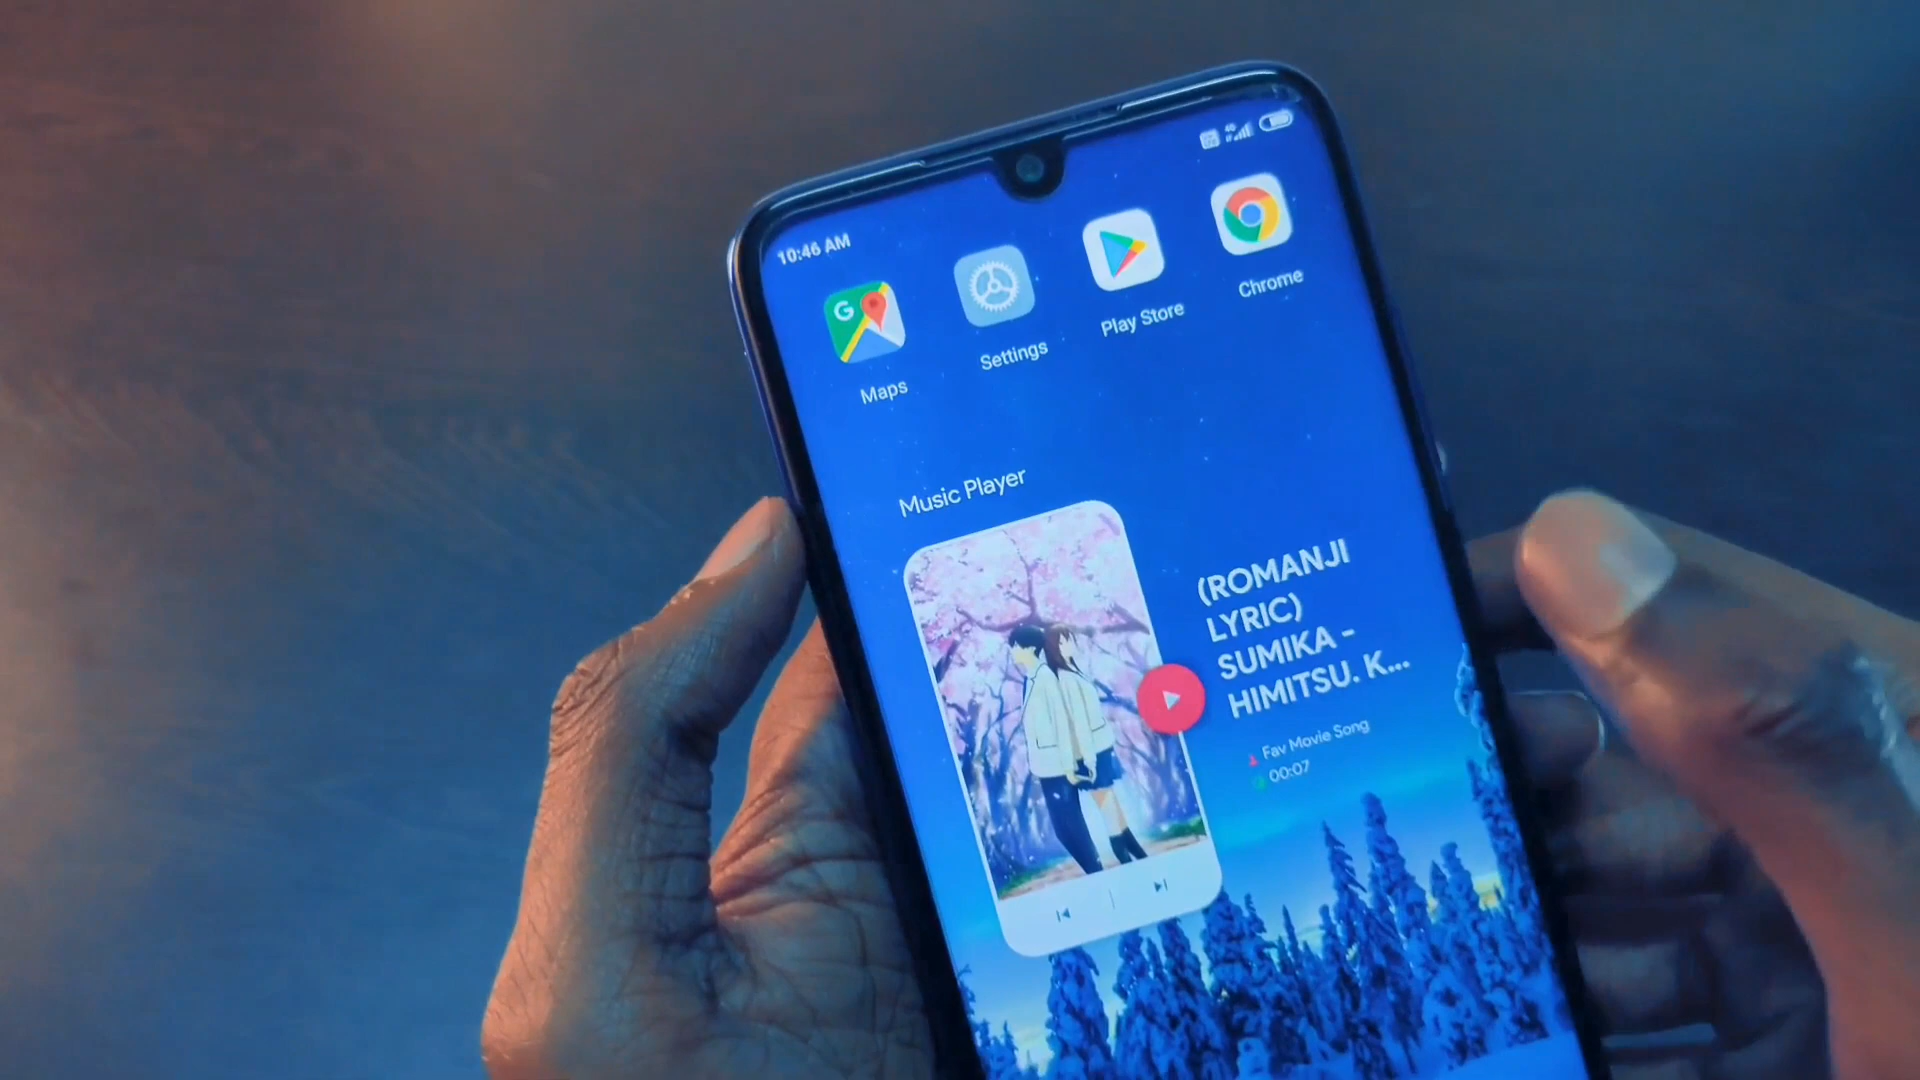 10:46 AM
Maps
Settings
Play Store
Chrome
Music Player
(ROMANJI
LYRIC)
SUMIKA -
HIMITSU. K...
Fav Movie Song
00:07